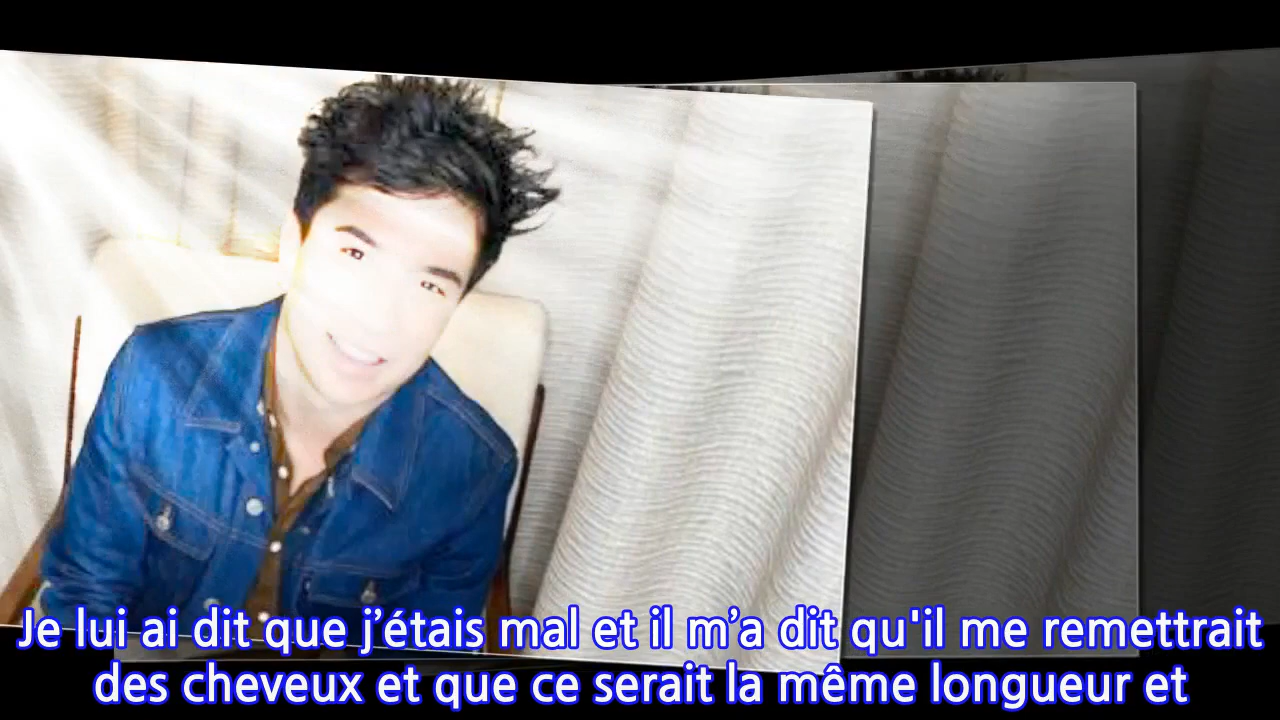 Je lui ai dit que j’étais mal et il m’a dit qu'il me remettrait
des cheveux et que ce serait la même longueur et